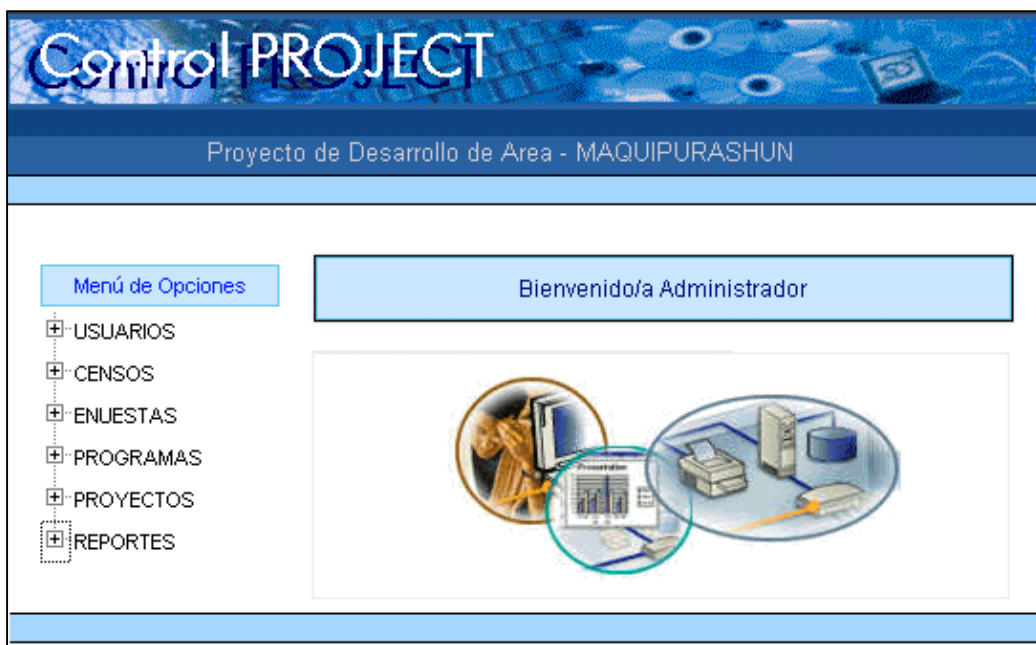 Control PROJECT
Proyecto de Desarrollo de Area - MAQUIPURASHUN
Menú de Opciones
Bienvenido/a Administrador
USUARIOS
CENSOS
ENUESTAS
PROGRAMAS
PROYECTOS
REPORTES
Presentation